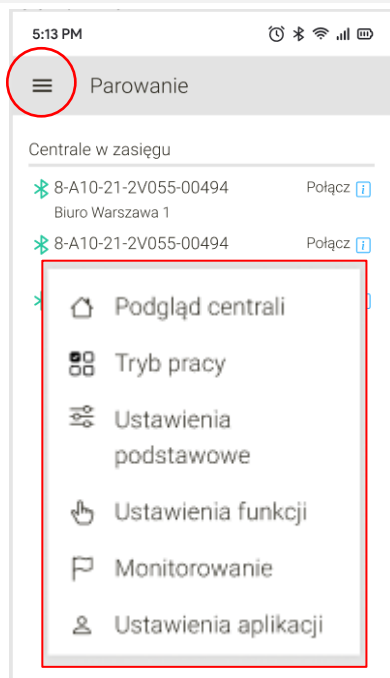 5:13 PM
Parowanie
Centrale w zasięgu
8-A10-21-2V055-00494 Połącz i
Biuro Warszawa 1
8-A10-21-2V055-00494 Połącz i
Podgląd centrali
Tryb pracy
Ustawienia
podstawowe
Ustawienia funkcji
Monitorowanie
Ustawienia aplikacji